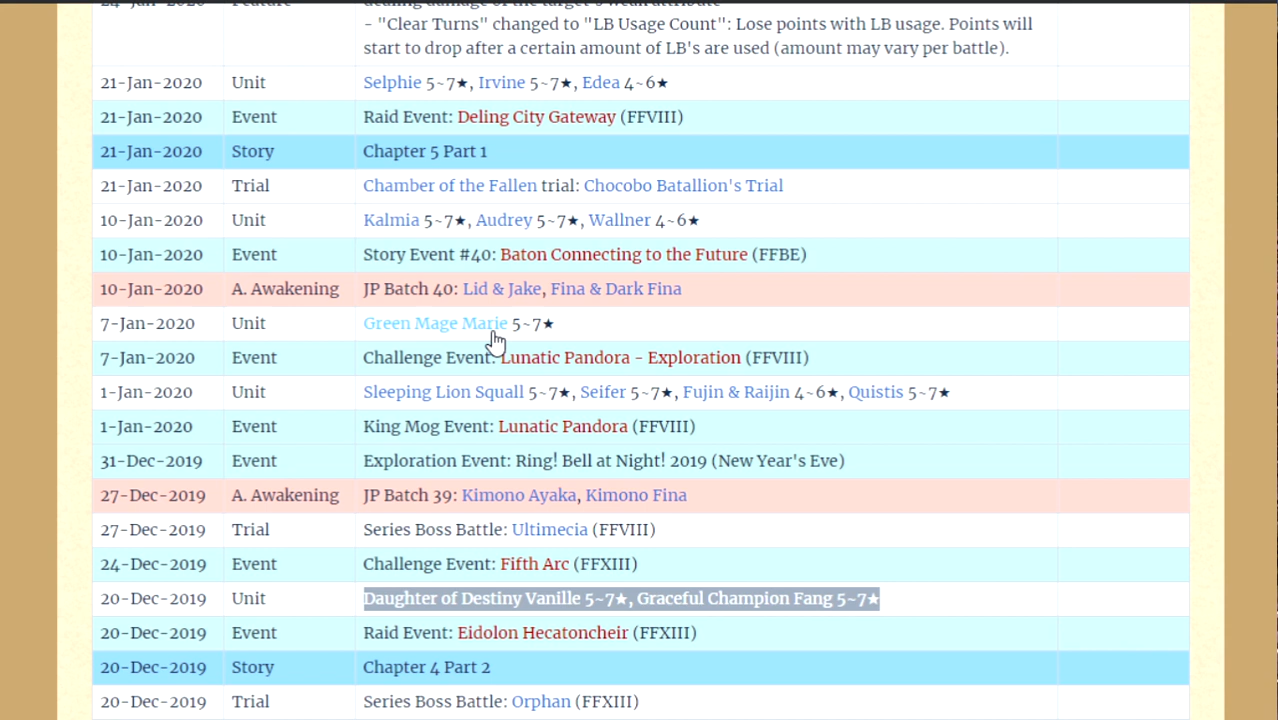 24-Jan-2020 Feature dealing damage of the target's weak attribute
- "Clear Turns" changed to "LB Usage Count": Lose points with LB usage. Points will
start to drop after a certain amount of LB's are used (amount may vary per battle).
21-Jan-2020 Unit Selphie 5~7★, Irvine 5~7★, Edea 4~6★
21-Jan-2020 Event Raid Event: Deling City Gateway (FFVIII)
21-Jan-2020 Story Chapter 5 Part 1
21-Jan-2020 Trial Chamber of the Fallen trial: Chocobo Batallion's Trial
10-Jan-2020 Unit Kalmia 5~7★, Audrey 5~7★, Wallner 4~6★
10-Jan-2020 Event Story Event #40: Baton Connecting to the Future (FFBE)
10-Jan-2020 A. Awakening JP Batch 40: Lid & Jake, Fina & Dark Fina
7-Jan-2020 Unit Green Mage Marie 5~7★
7-Jan-2020 Event Challenge Event: Lunatic Pandora - Exploration (FFVIII)
1-Jan-2020 Unit Sleeping Lion Squall 5~7★, Seifer 5~7★, Fujin & Raijin 4~6★, Quistis 5~7★
1-Jan-2020 Event King Mog Event: Lunatic Pandora (FFVIII)
31-Dec-2019 Event Exploration Event: Ring! Bell at Night! 2019 (New Year's Eve)
27-Dec-2019 A. Awakening JP Batch 39: Kimono Ayaka, Kimono Fina
27-Dec-2019 Trial Series Boss Battle: Ultimecia (FFVIII)
24-Dec-2019 Event Challenge Event: Fifth Arc (FFXIII)
20-Dec-2019 Unit Daughter of Destiny Vanille 5~7★, Graceful Champion Fang 5~7★
20-Dec-2019 Event Raid Event: Eidolon Hecatoncheir (FFXIII)
20-Dec-2019 Story Chapter 4 Part 2
20-Dec-2019 Trial Series Boss Battle: Orphan (FFXIII)